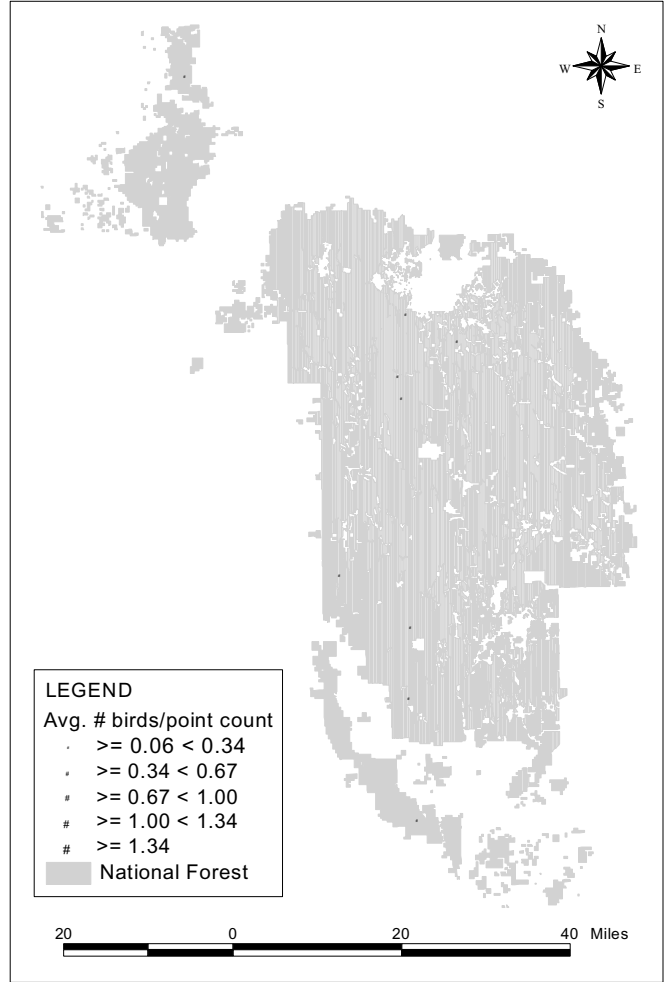 N
W E
S
LEGEND
Avg. # birds/point count
>= 0.06 < 0.34
>= 0.34 < 0.67
>= 0.67 < 1.00
# >= 1.00 < 1.34
# >= 1.34
National Forest
20 0 20 40 Miles